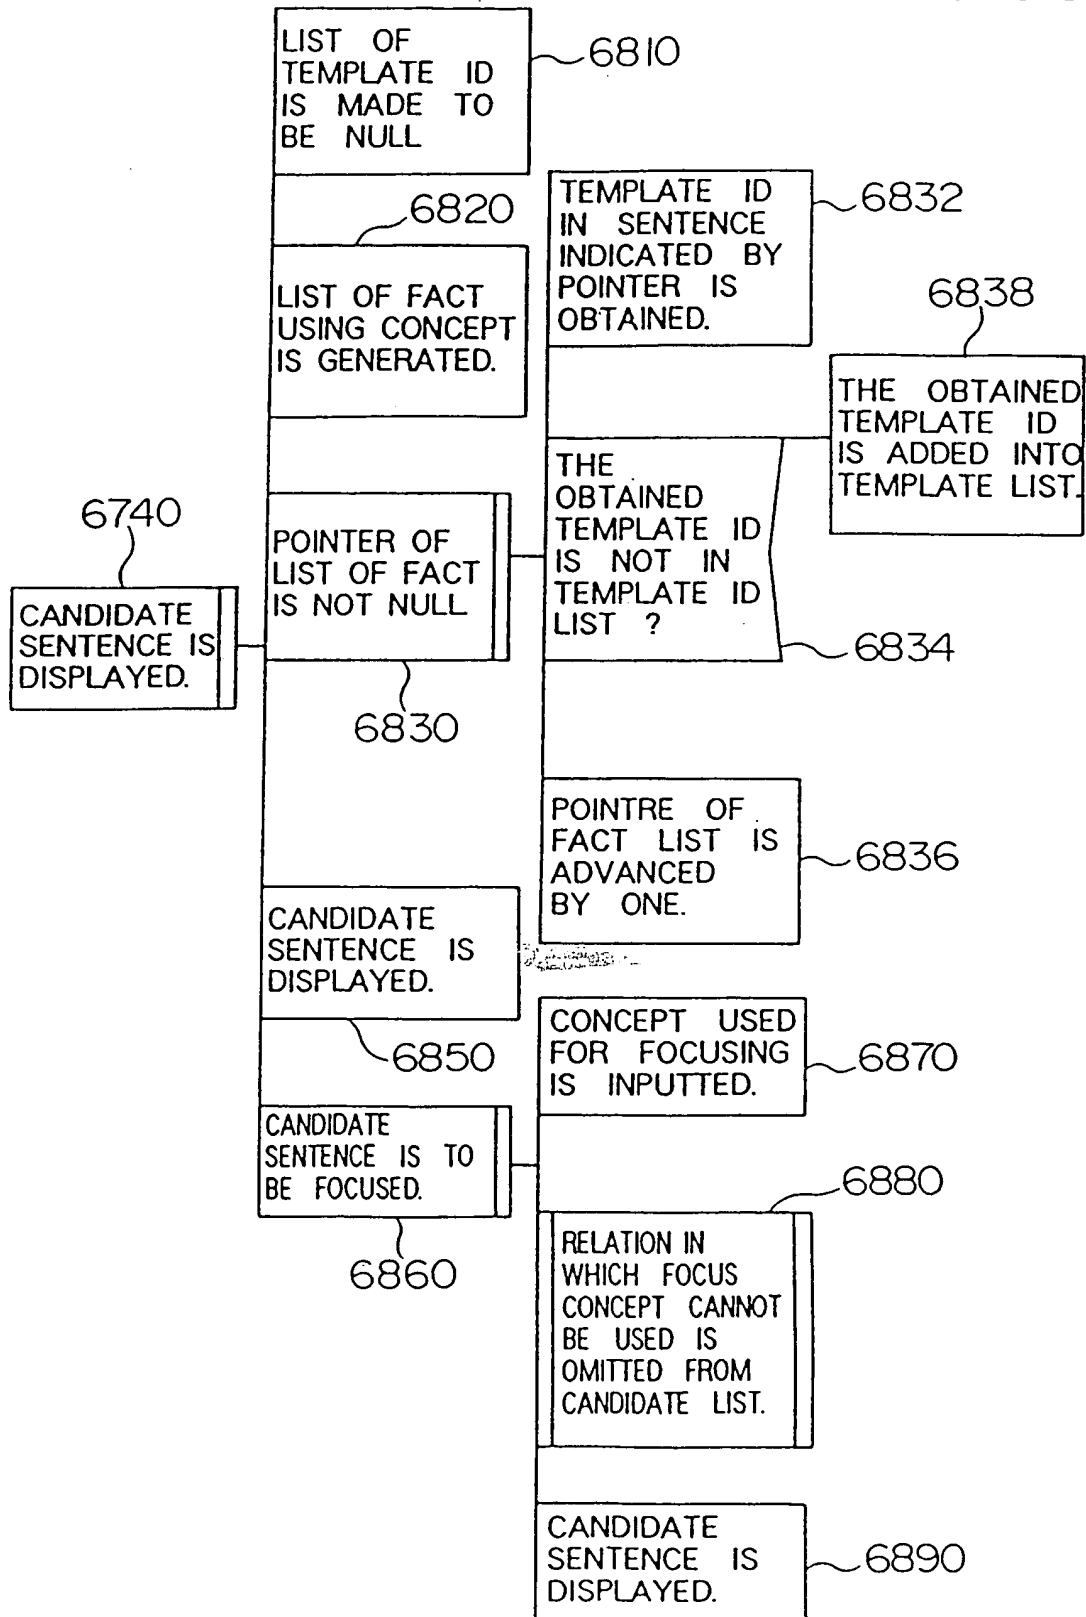 LIST OF
TEMPLATE ID
IS MADE TO
BE NULL
6810
6820
LIST OF FACT
USING CONCEPT
IS GENERATED.
TEMPLATE ID
IN SENTENCE
INDICATED BY
POINTER IS
OBTAINED.
6832
6838
THE OBTAINED
TEMPLATE ID
IS ADDED INTO
TEMPLATE LIST.
6740
CANDIDATE
SENTENCE IS
DISPLAYED.
POINTER OF
LIST OF FACT
IS NOT NULL
6830
THE
OBTAINED
TEMPLATE ID
IS NOT IN
TEMPLATE ID
LIST ?
6834
POINTRE OF
FACT LIST IS
ADVANCED
BY ONE.
6836
CANDIDATE
SENTENCE IS
DISPLAYED.
6850
CONCEPT USED
FOR FOCUSING
IS INPUTTED.
6870
CANDIDATE
SENTENCE IS TO
BE FOCUSED.
6860
6880
RELATION IN
WHICH FOCUS
CONCEPT CANNOT
BE USED IS
OMITTED FROM
CANDIDATE LIST.
CANDIDATE
SENTENCE IS
DISPLAYED.
6890